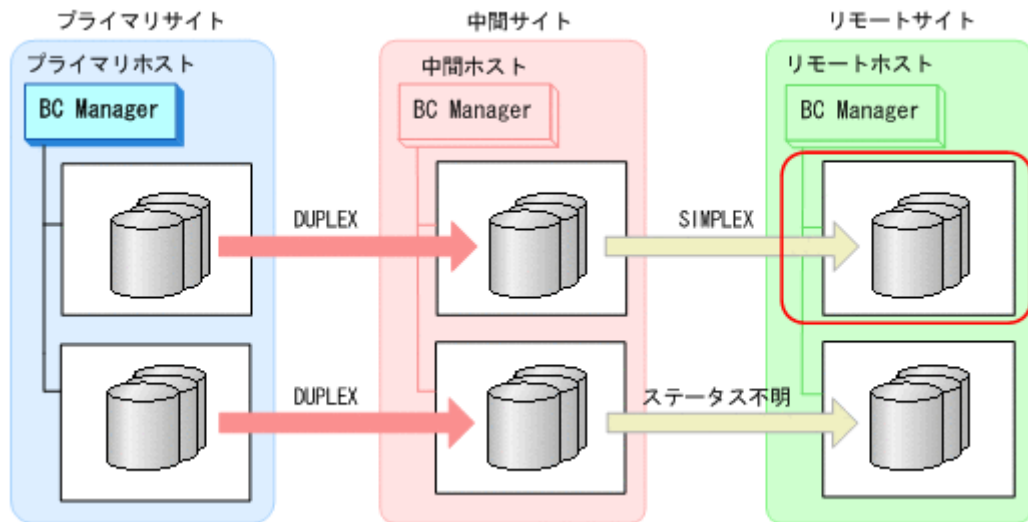 プライマリサイト
中間サイト
リモートサイト
プライマリホスト
中間ホスト
リモートホスト
BC Manager
BC Manager
BC Manager
DUPLEX
SIMPLEX
DUPLEX
ステータス不明